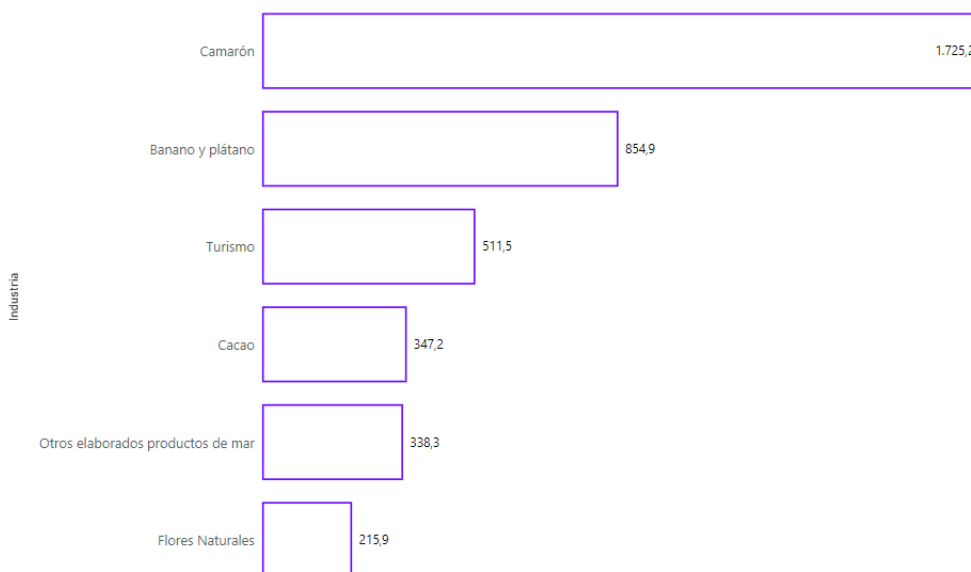 Industria
Camarón 1.725,2
Banano y plátano 854,9
Turismo 511,5
Cacao 347,2
Otros elaborados productos de mar 338,3
Flores Naturales 215,9